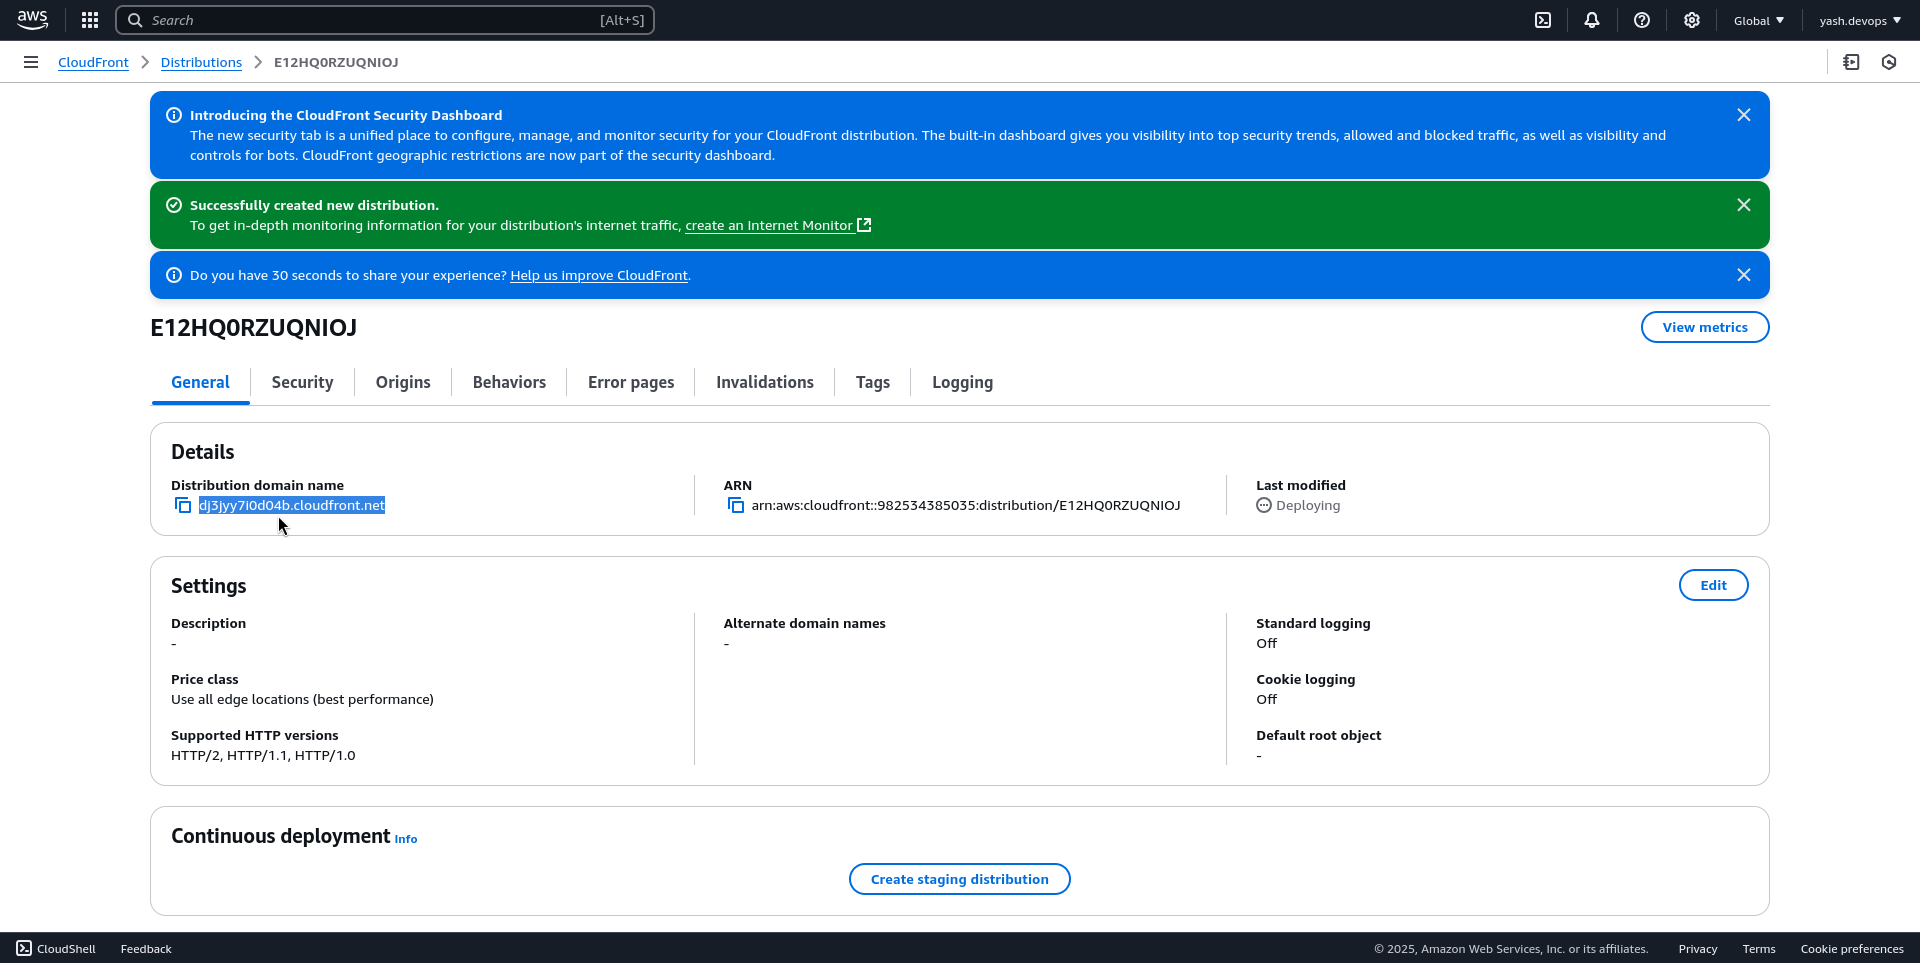 aws
Search [Alt+S]
Global
yash.devops
CloudFront
Distributions
E12HQ0RZUQNIOJ
Introducing the CloudFront Security Dashboard
The new security tab is a unified place to configure, manage, and monitor security for your CloudFront distribution. The built-in dashboard gives you visibility into top security trends, allowed and blocked traffic, as well as visibility and
controls for bots. CloudFront geographic restrictions are now part of the security dashboard.
Successfully created new distribution.
To get in-depth monitoring information for your distribution's internet traffic, create an Internet Monitor
Do you have 30 seconds to share your experience? Help us improve CloudFront.
E12HQ0RZUQNIOJ
View metrics
General
Security
Origins
Behaviors
Error pages
Invalidations
Tags
Logging
Details
Distribution domain name
dj3jyy7i0d04b.cloudfront.net
ARN
arn:aws:cloudfront::982534385035:distribution/E12HQ0RZUQNIOJ
Last modified
Deploying
Settings
Edit
Description
-
Price class
Use all edge locations (best performance)
Supported HTTP versions
HTTP/2, HTTP/1.1, HTTP/1.0
Alternate domain names
-
Standard logging
Off
Cookie logging
Off
Default root object
-
Continuous deployment Info
Create staging distribution
CloudShell
Feedback
© 2025, Amazon Web Services, Inc. or its affiliates.
Privacy
Terms
Cookie preferences